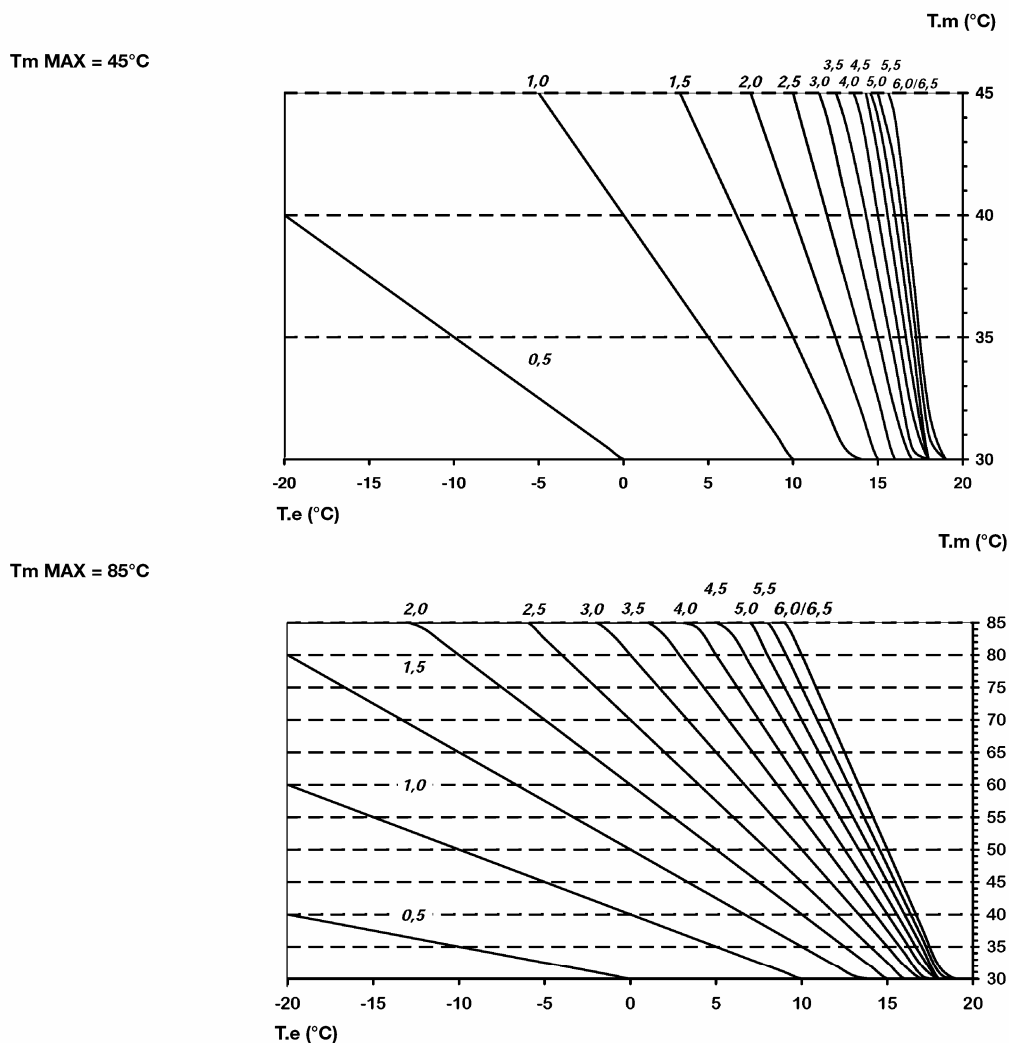 T.m (°C)
Tm MAX = 45°C
3,5 4,5 5,5
1,0 1,5 2,0 2,5 3,0 4,0 5,0 6,0/6,5
45
40
35
0,5
30
-20 -15 -10 -5 0 5 10 15 20
T.e (°C)
T.m (°C)
Tm MAX = 85°C
4,5 5,5
2,0 2,5 3,0 3,5 4,0 5,0 6,0/6,5
85
80
1,5
75
70
65
1,0 60
55
50
45
0,5 40
35
30
-20 -15 -10 -5 0 5 10 15 20
T.e (°C)